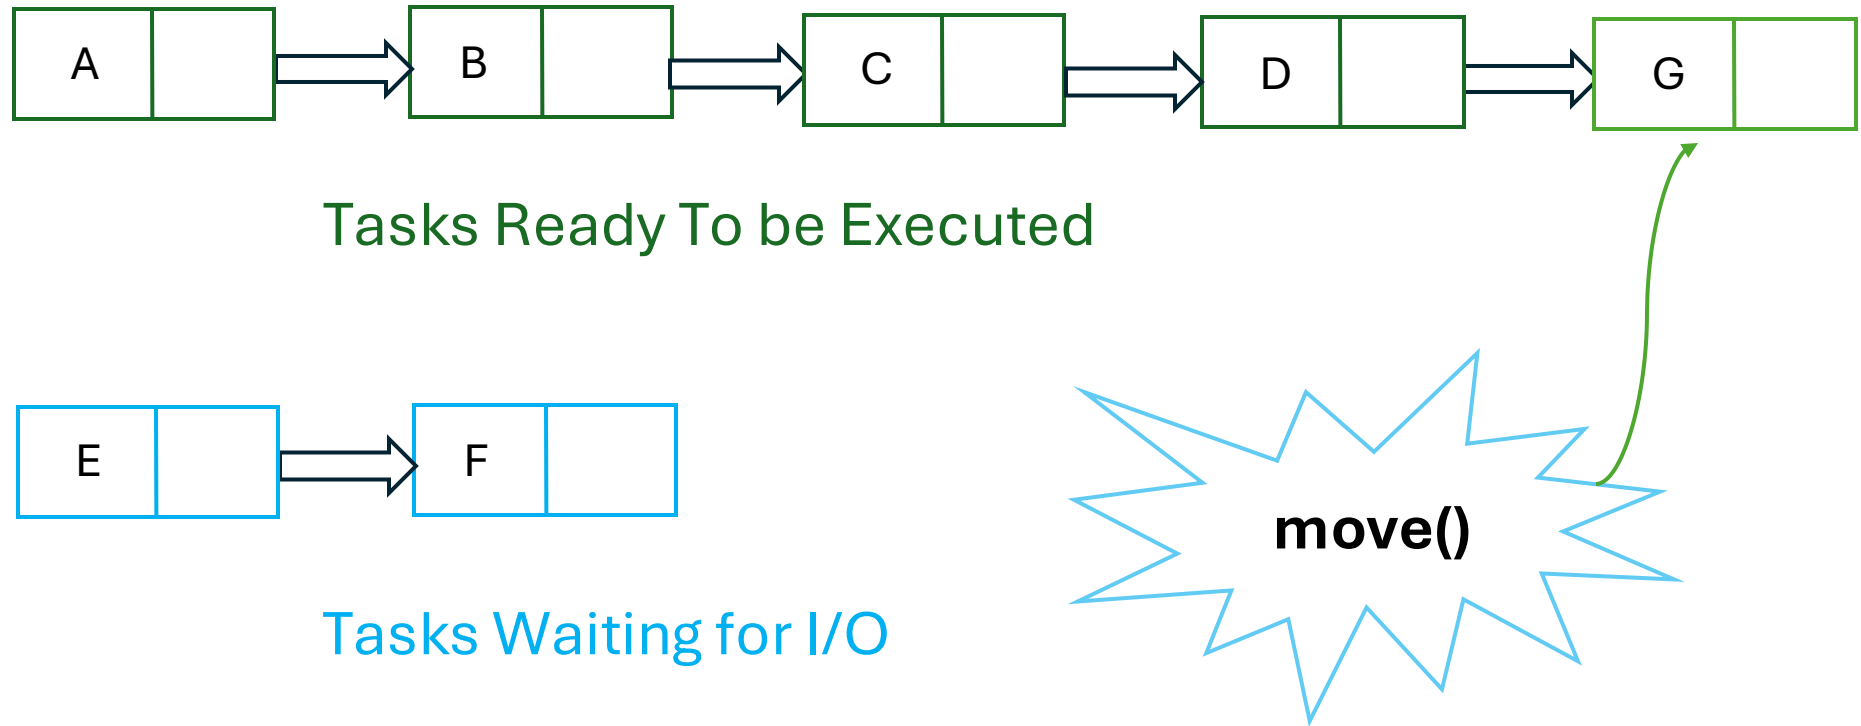 A B C D G
Tasks Ready To be Executed
E F
move()
Tasks Waiting for I/O